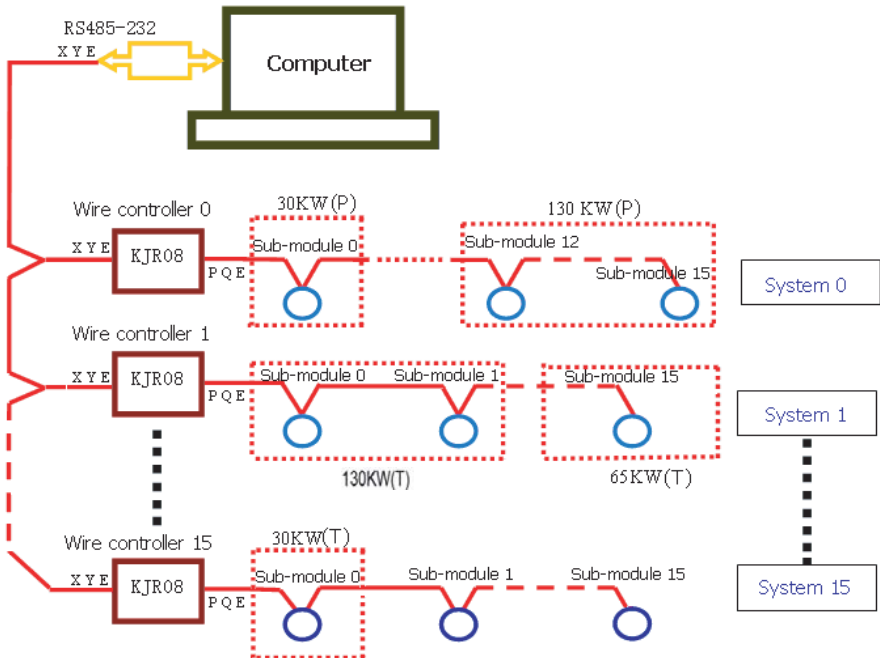 RS485-232
X Y E
Computer
Wire controller 0
30KW(P)
130 KW(P)
X Y E
KJR08
P Q E
Sub-module 0
Sub-module 12
Sub-module 15
System 0
Wire controller 1
X Y E
KJR08
P Q E
Sub-module 0
Sub-module 1
Sub-module 15
System 1
130KW(T)
65KW(T)
Wire controller 15
30KW(T)
X Y E
KJR08
P Q E
Sub-module 0
Sub-module 1
Sub-module 15
System 15